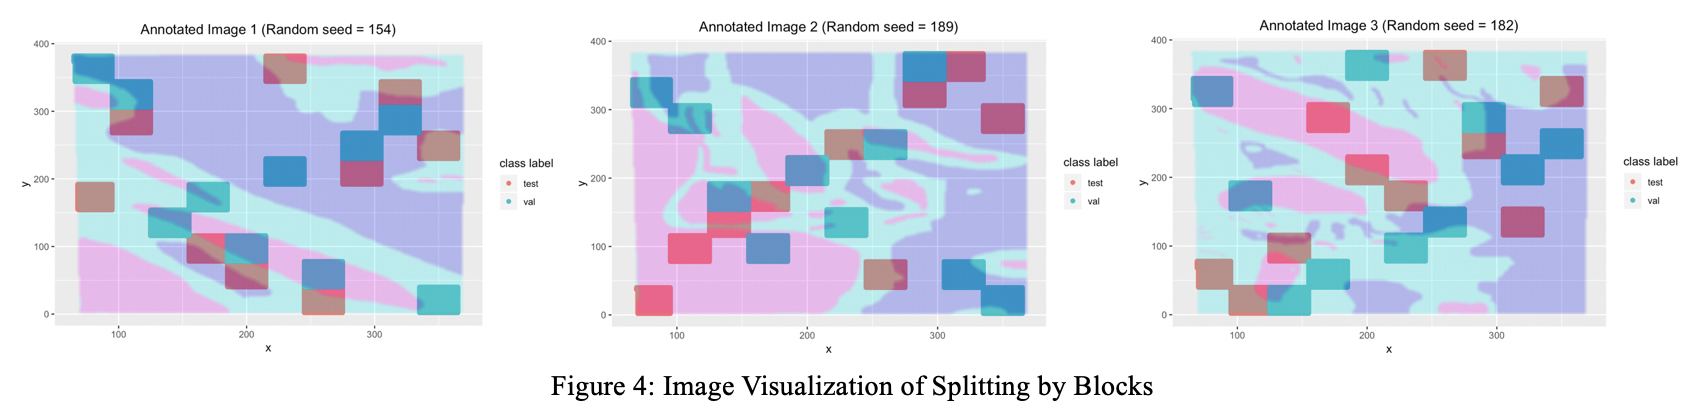 Annotated Image 1 (Random seed = 154)
400
300
200
100
0
y
100 200 300
x
class label
test
val
Annotated Image 2 (Random seed = 189)
400
300
200
100
0
y
100 200 300
x
class label
test
val
Annotated Image 3 (Random seed = 182)
400
300
200
100
0
y
100 200 300
x
class label
test
val
Figure 4: Image Visualization of Splitting by Blocks